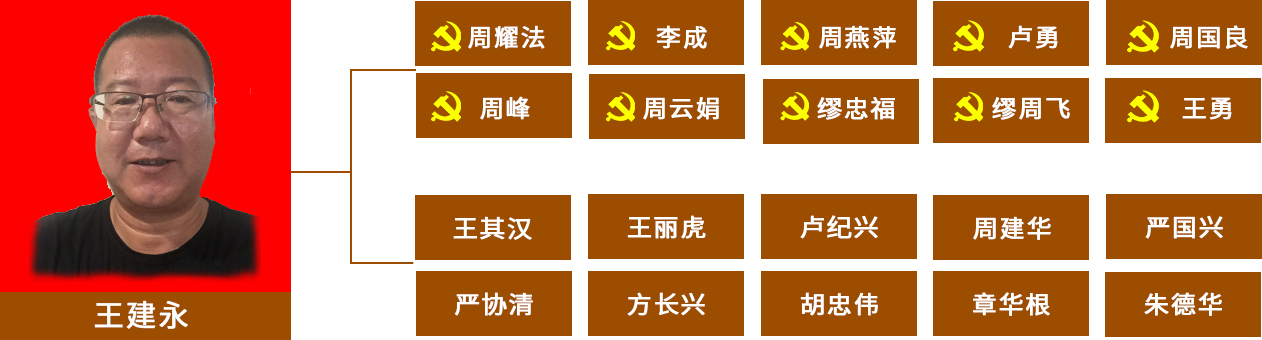 周耀法 李成 周燕萍 卢勇 周国良
周峰 周云娟 缪忠福 缪周飞 王勇
王其汉 王丽虎 卢纪兴 周建华 严国兴
严协清 方长兴 胡忠伟 章华根 朱德华
王建永